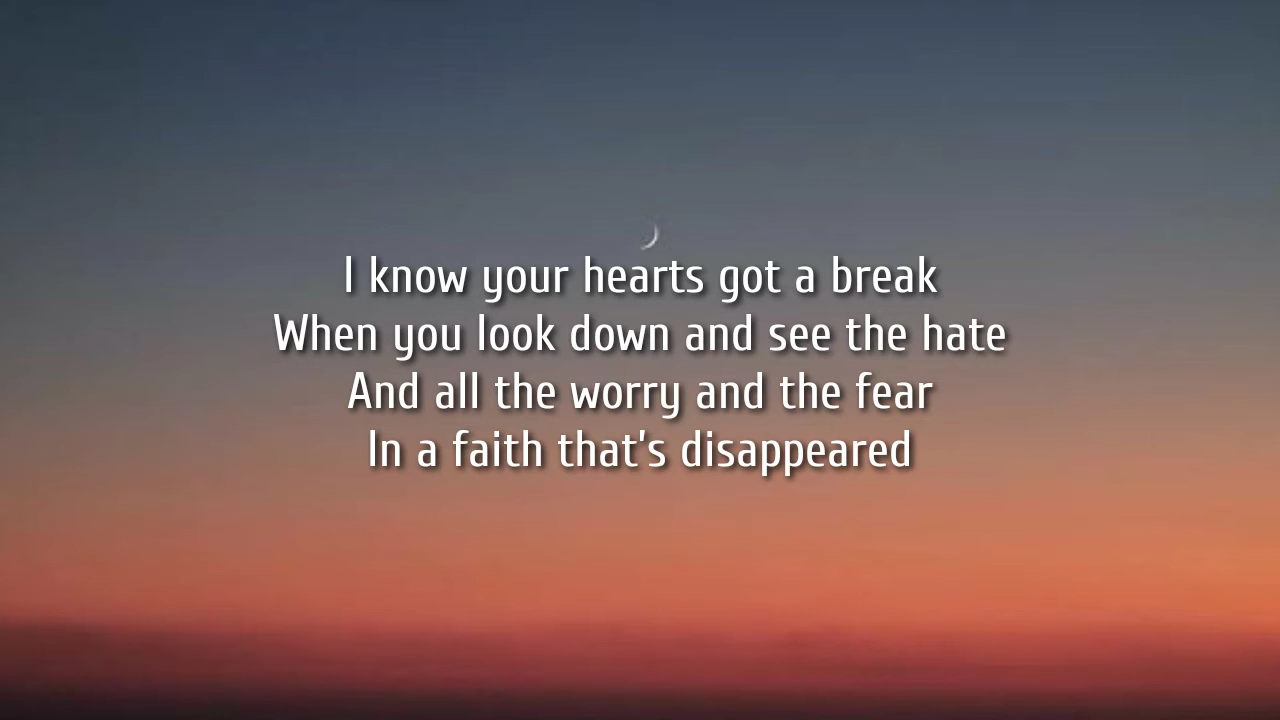 I know your hearts got a break
When you look down and see the hate
And all the worry and the fear
In a faith that's disappeared